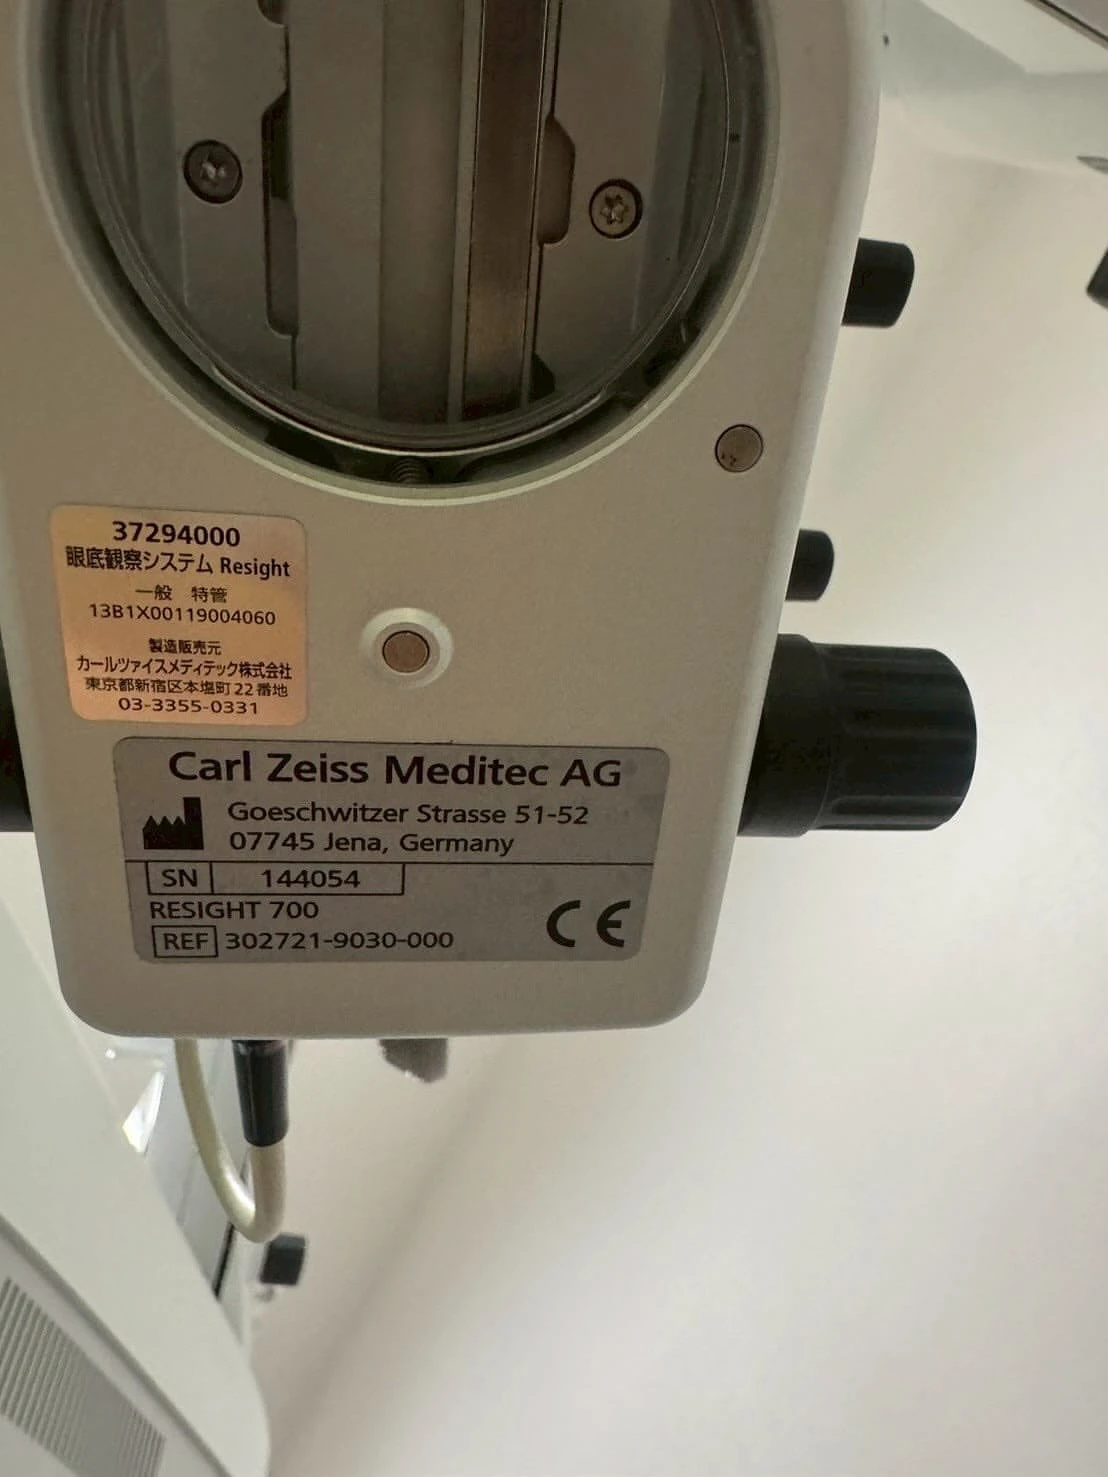 37294000
眼底観察システム Resight
一般 特管
13B1X00119004060
製造販売元
カールツァイスメディテック株式会社
東京都新宿区本塩町22番地
03-3355-0331
Carl Zeiss Meditec AG
Goeschwitzer Strasse 51-52
07745 Jena, Germany
SN 144054
RESIGHT 700
REF 302721-9030-000
CE